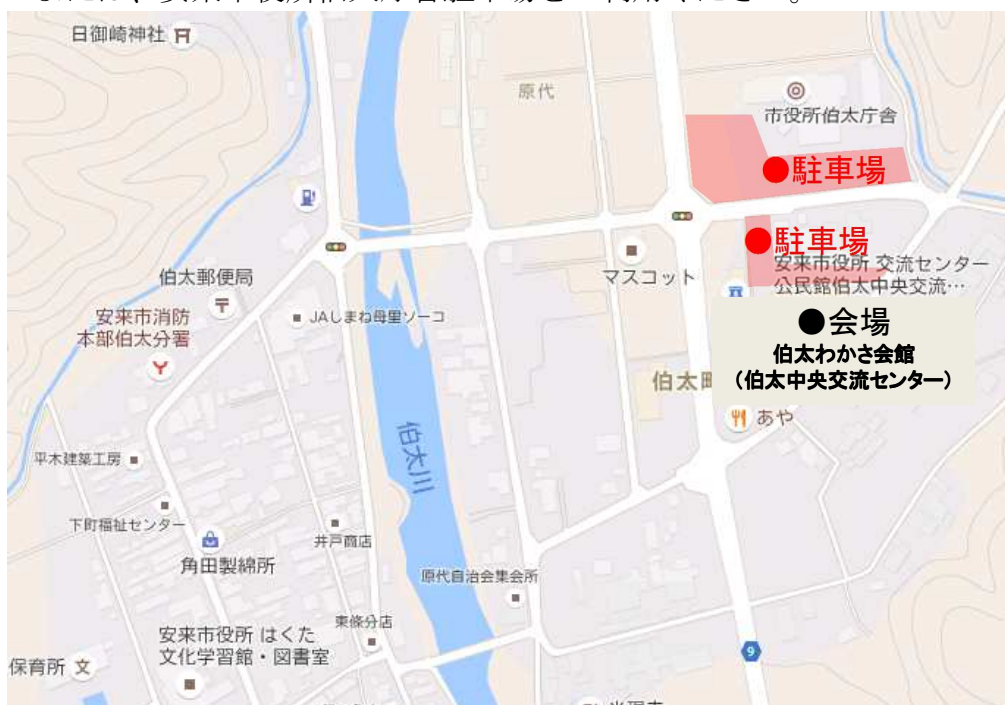 日御崎神社
原代
市役所伯太庁舎
●駐車場
●駐車場
マスコット
安来市役所 交流センター
公民館伯太中央交流…
伯太郵便局
安来市消防
本部伯太分署
JAしまね母里ソーコ
●会場
伯太わかさ会館
(伯太中央交流センター)
伯太町
あや
伯太川
平木建築工房
下町福祉センター
井戸商店
角田製綿所
原代自治会集会所
東條分店
安来市役所 はくた
文化学習館・図書室
保育所
文
9